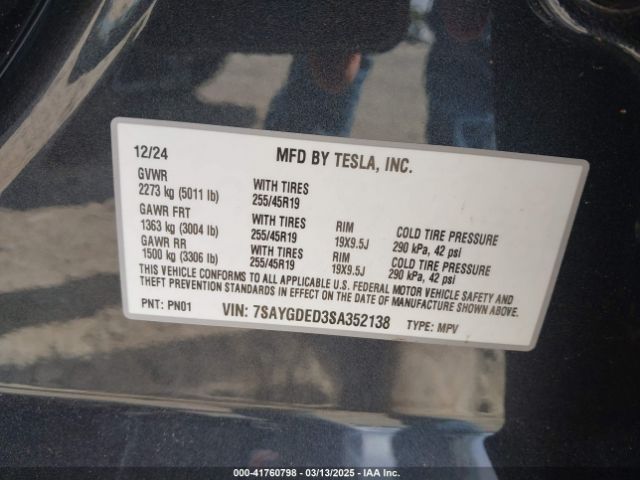 12/24 MFD BY TESLA, INC.
GVWR
2273 kg (5011 lb) WITH TIRES 255/45R19
GAWR FRT
1363 kg (3004 lb) WITH TIRES 255/45R19 RIM 19X9.5J COLD TIRE PRESSURE 290 kPa, 42 psi
GAWR RR
1500 kg (3306 lb) WITH TIRES 255/45R19 RIM 19X9.5J COLD TIRE PRESSURE 290 kPa, 42 psi
THIS VEHICLE CONFORMS TO ALL APPLICABLE U.S. FEDERAL MOTOR VEHICLE SAFETY AND
THEFT PREVENTION STANDARDS IN EFFECT ON THE DATE OF MANUFACTURE SHOWN ABOVE.
PNT: PN01 VIN: 7SAYGDED3SA352138 TYPE: MPV
000-41760798 - 03/13/2025 - IAA Inc.